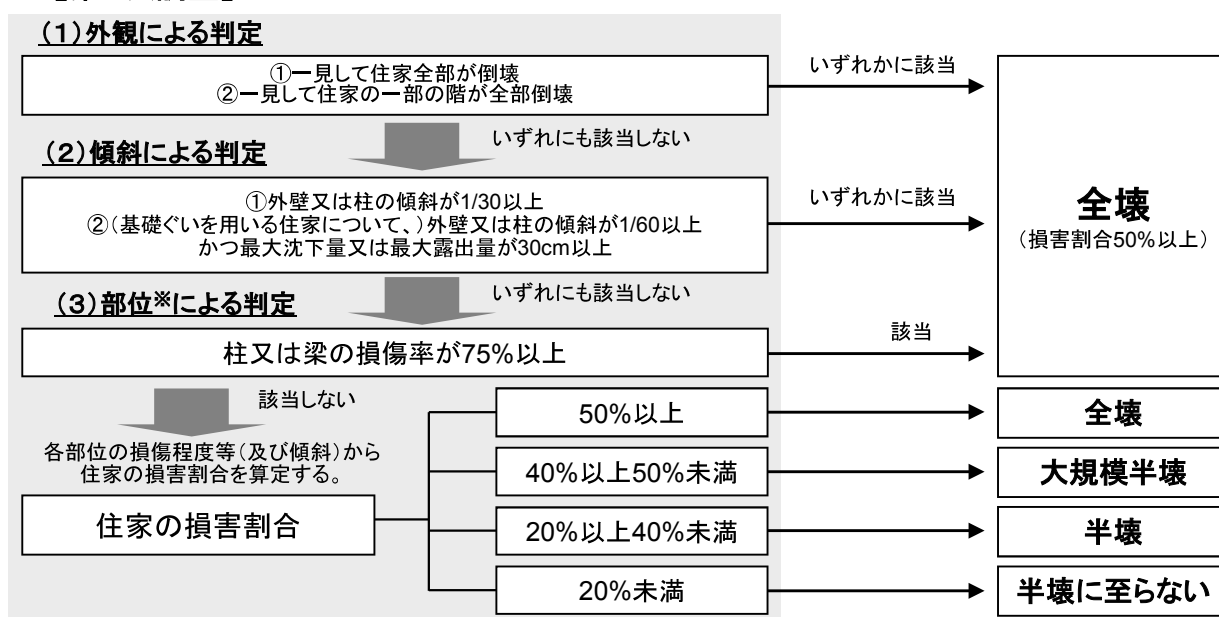 (1)外観による判定
①一見して住家全部が倒壊
②一見して住家の一部の階が全部倒壊
いずれかに該当
いずれにも該当しない
(2)傾斜による判定
①外壁又は柱の傾斜が1/30以上
②(基礎ぐいを用いる住家について、)外壁又は柱の傾斜が1/60以上
かつ最大沈下量又は最大露出量が30cm以上
いずれかに該当
全壊
(損害割合50%以上)
いずれにも該当しない
(3)部位※による判定
柱又は梁の損傷率が75%以上
該当
該当しない
各部位の損傷程度等(及び傾斜)から
住家の損害割合を算定する。
住家の損害割合
50%以上
全壊
40%以上50%未満
大規模半壊
20%以上40%未満
半壊
20%未満
半壊に至らない